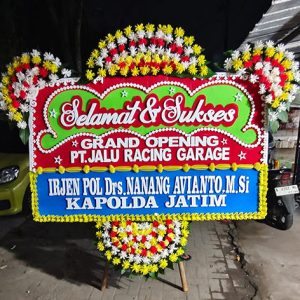 Selamat & Sukses
GRAND OPENING
PT.JALU RACING GARAGE
IRJEN POL Drs. NANANG AVIANTO, M.Si
KAPOLDA JATIM